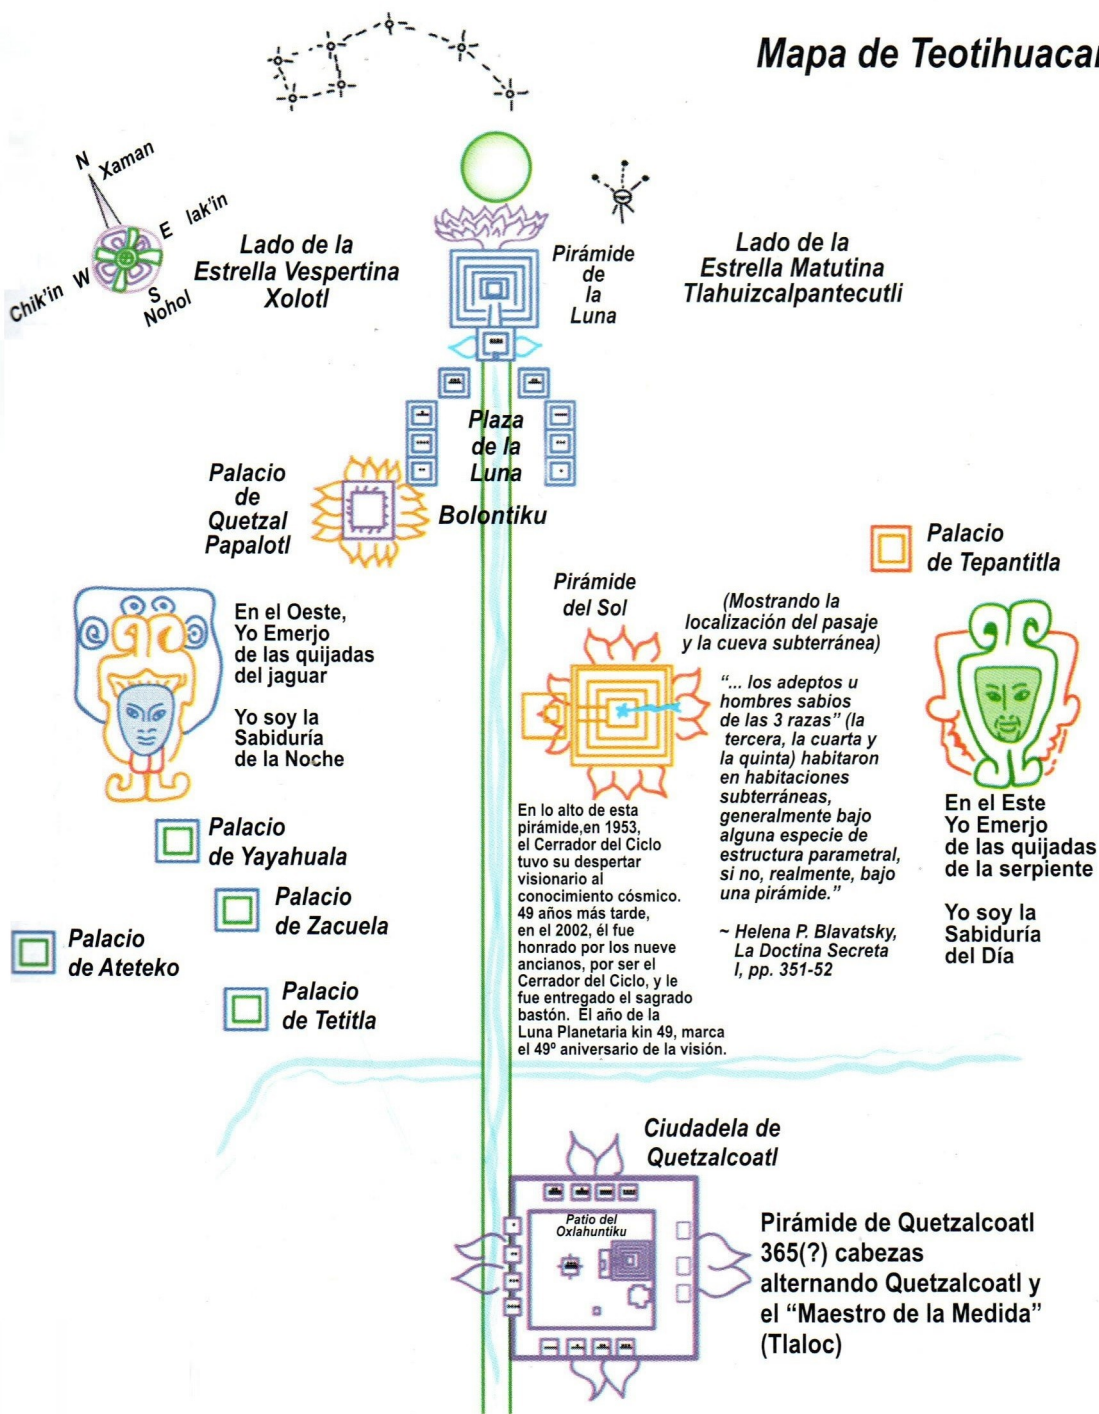 Mapa de Teotihuacan
N
Xaman
E
Iak'in
W
Chik'in
S
Nohol
Lado de la
Estrella Vespertina
Xolotl
Pirámide
de
la
Luna
Lado de la
Estrella Matutina
Tlahuizcalpantecutli
Plaza
de la
Luna
Bolontiku
Palacio
de
Quetzal
Papalotl
Palacio
de Tepantitla
En el Oeste,
Yo Emerjo
de las quijadas
del jaguar
Yo soy la
Sabiduría
de la Noche
Pirámide
del Sol
(Mostrando la
localización del pasaje
y la cueva subterránea)
“... los adeptos u
hombres sabios
de las 3 razas” (la
tercera, la cuarta y
la quinta) habitaron
en habitaciones
subterráneas,
generalmente bajo
alguna especie de
estructura parametral,
si no, realmente, bajo
una pirámide.”
~ Helena P. Blavatsky,
La Doctina Secreta
I, pp. 351-52
En el Este
Yo Emerjo
de las quijadas
de la serpiente
Yo soy la
Sabiduría
del Día
En lo alto de esta
pirámide,en 1953,
el Cerrador del Ciclo
tuvo su despertar
visionario al
conocimiento cósmico.
49 años más tarde,
en el 2002, él fue
honrado por los nueve
ancianos, por ser el
Cerrador del Ciclo, y le
fue entregado el sagrado
bastón. El año de la
Luna Planetaria kin 49, marca
el 49º aniversario de la visión.
Palacio
de Yayahuala
Palacio
de Zacuela
Palacio
de Ateteko
Palacio
de Tetitla
Ciudadela de
Quetzalcoatl
Patio del
Oxlahuntiku
Pirámide de Quetzalcoatl
365(?) cabezas
alternando Quetzalcoatl y
el “Maestro de la Medida”
(Tlaloc)